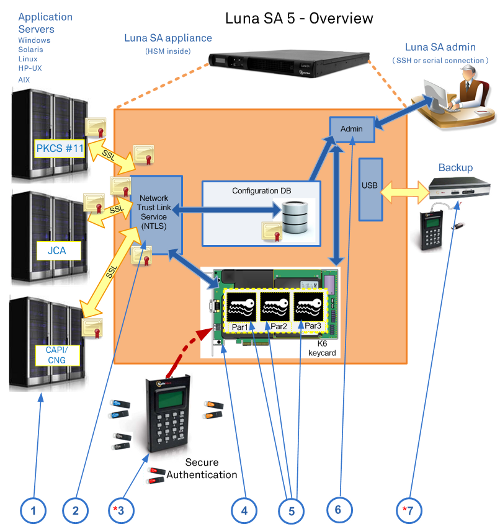 Luna SA 5 - Overview
Application
Servers
Windows
Solaris
Linux
HP-UX
AIX
Luna SA appliance
(HSM inside)
Luna SA admin
(SSH or serial connection)
PKCS #11
SSL
JCA
SSL
CAPI/
CNG
SSL
Network
Trust Link
Service
(NTLS)
Configuration DB
Admin
USB
Backup
Par1
Par2
Par3
K6
keycard
Secure
Authentication
1
2
*3
4
5
6
*7